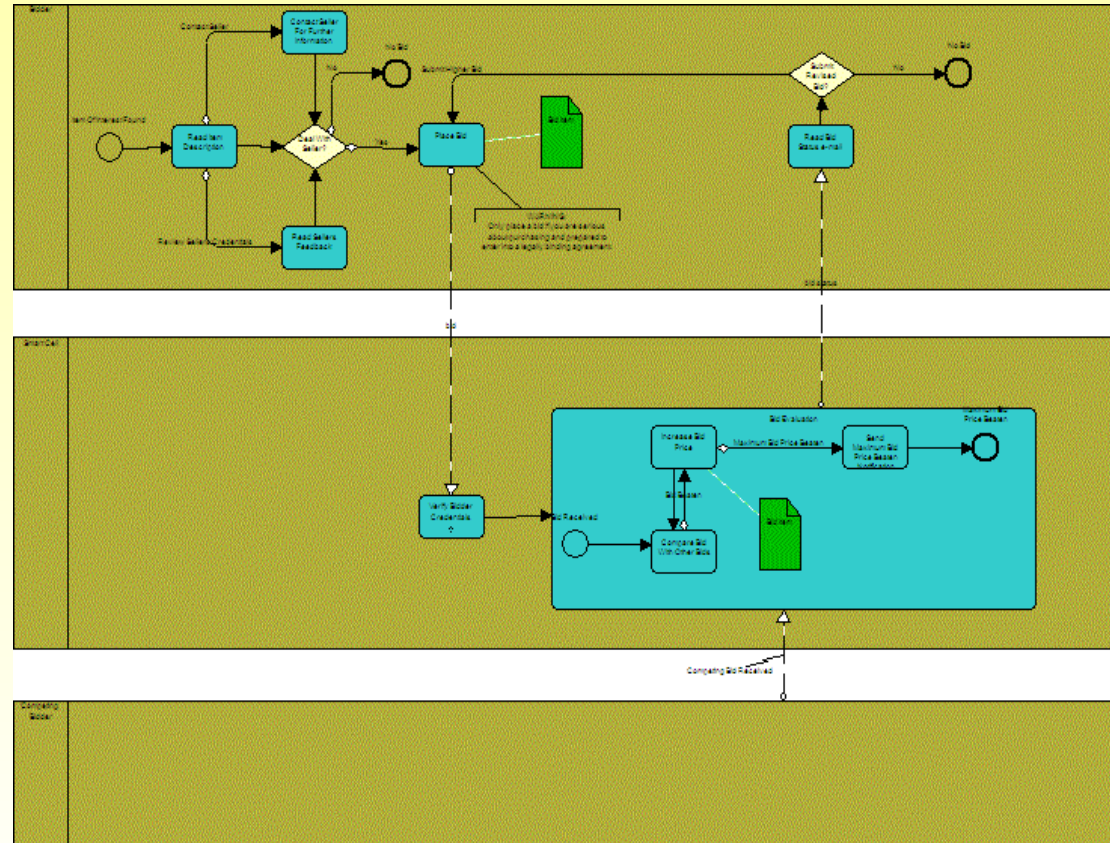 Bidder
Contact Seller
Contact Seller
For Further
Information
No Bid
No
Submit Higher Bid
Submit
Revised
Bid?
No
No Bid
Item Of Interest Found
Read Item
Description
Deal With
Seller?
Yes
Place Bid
Bid Item
Read Bid
Status e-mail
Review Sellers Credentials
Read Sellers
Feedback
WARNING:
Only place a bid if you are serious
about purchasing and prepared to
enter into a legally binding agreement
bid status
bid
Bid Evaluation
Maximum Bid
Price Beaten
Increase Bid
Price
Maximum Bid Price Beaten
Send
Maximum Bid
Price Beaten
Notification
Verify Bidder
Credentials
Bid Beaten
Bid Received
Compare Bid
With Other Bids
Bid Item
Competing Bid Received
Competing
Bidder